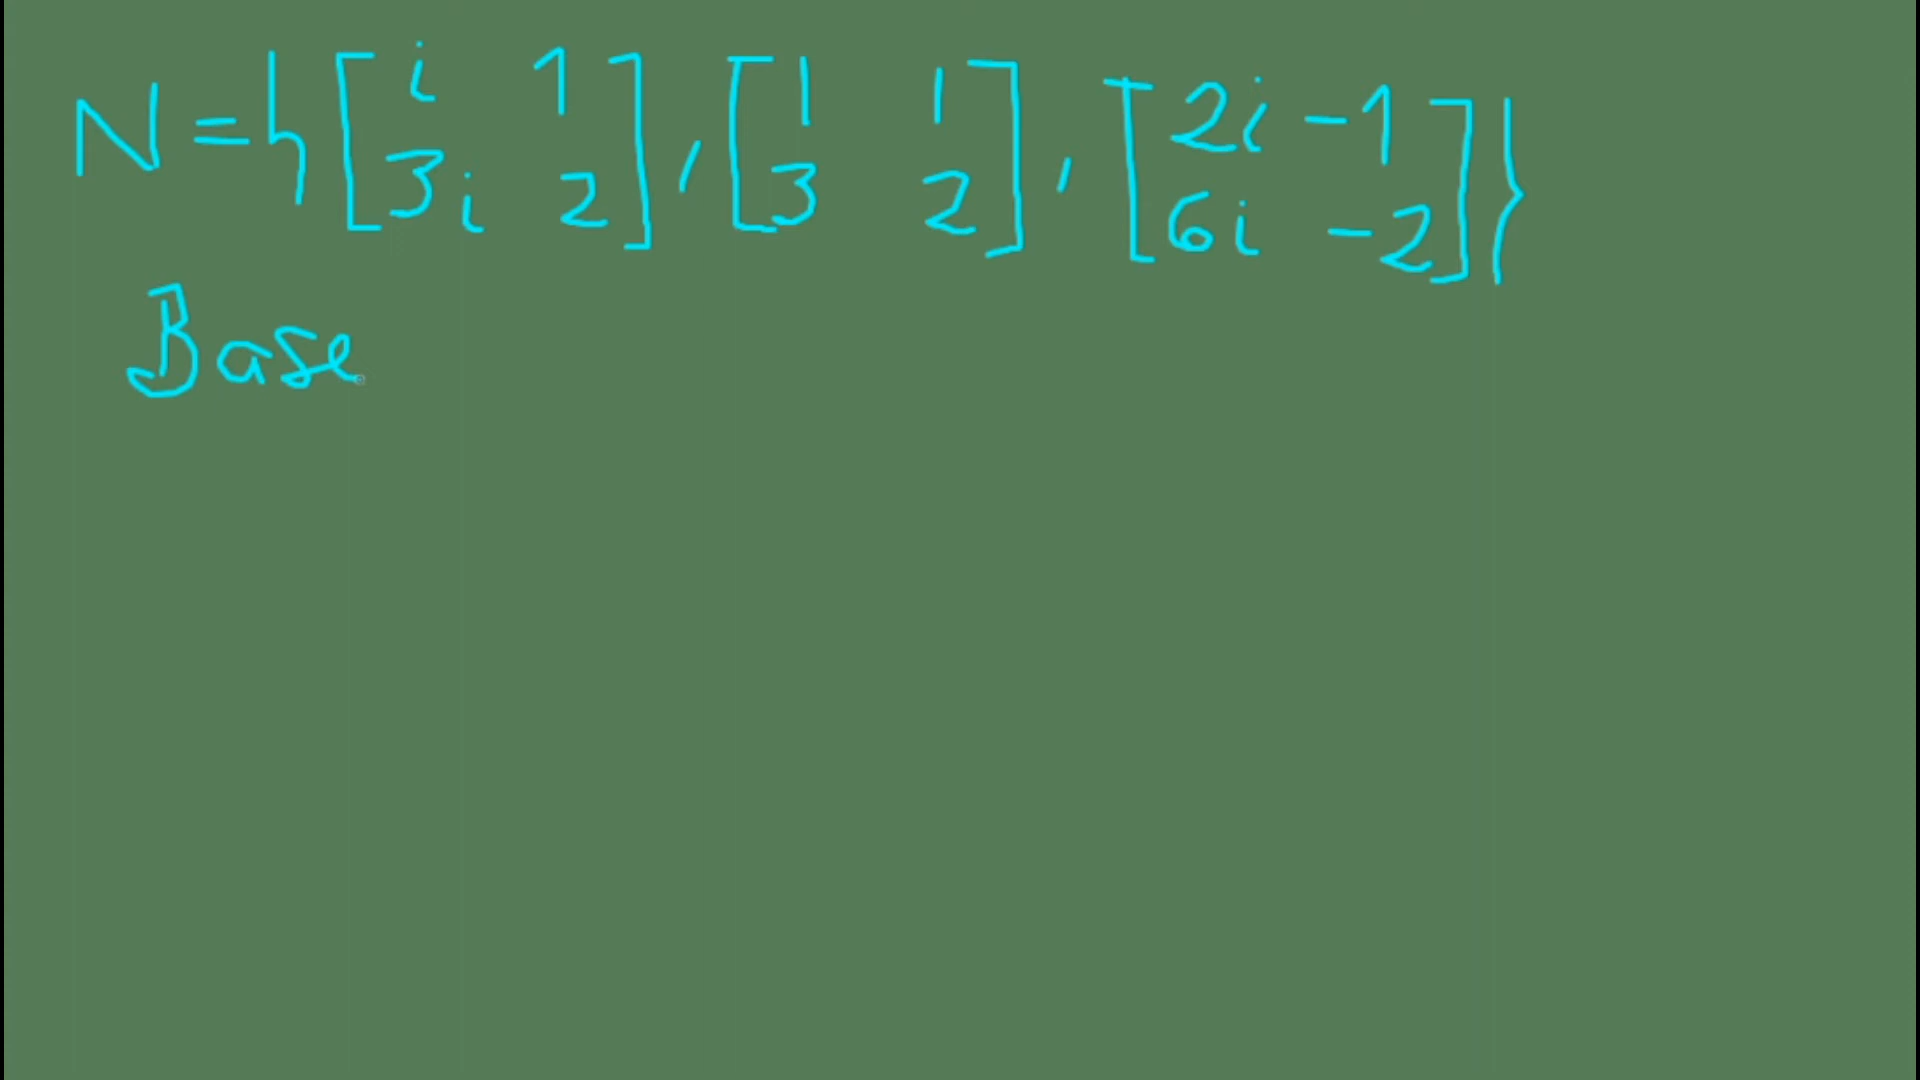 N = { [ i 1 ; 3i 2 ] , [ 1 1 ; 3 2 ] , [ 2i -1 ; 6i -2 ] }
Base